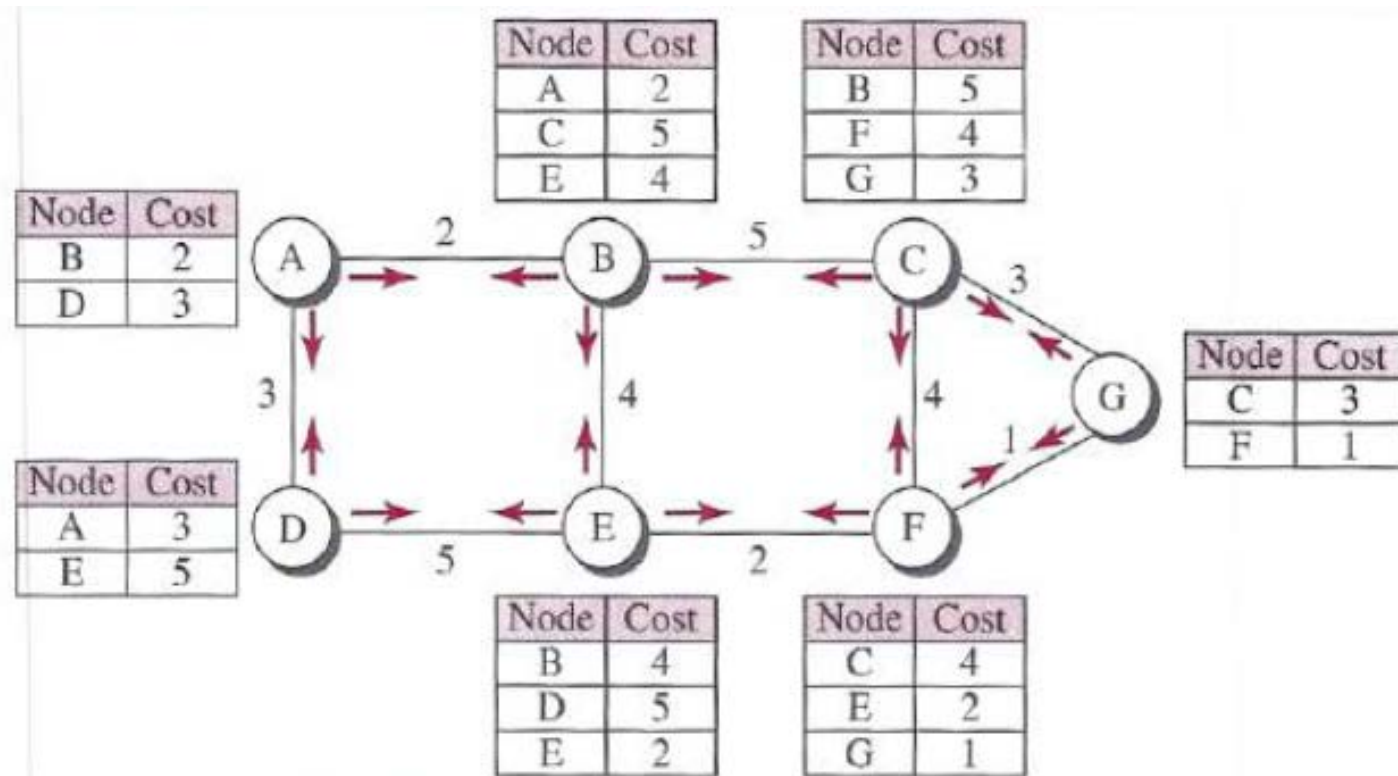 Node Cost
A 2
C 5
E 4
Node Cost
B 5
F 4
G 3
Node Cost
B 2
D 3
A 2 B 5 C
3
Node Cost
C 3
F 1
3 4 4 G
1
Node Cost
A 3
E 5
D 5 E 2 F
Node Cost
B 4
D 5
E 2
Node Cost
C 4
E 2
G 1